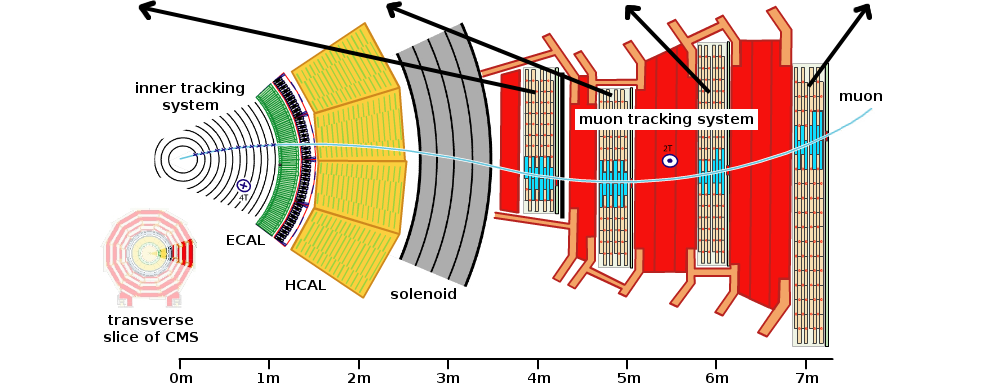 inner tracking
system
muon
muon tracking system
2T
4T
ECAL
HCAL
solenoid
transverse
slice of CMS
0m 1m 2m 3m 4m 5m 6m 7m